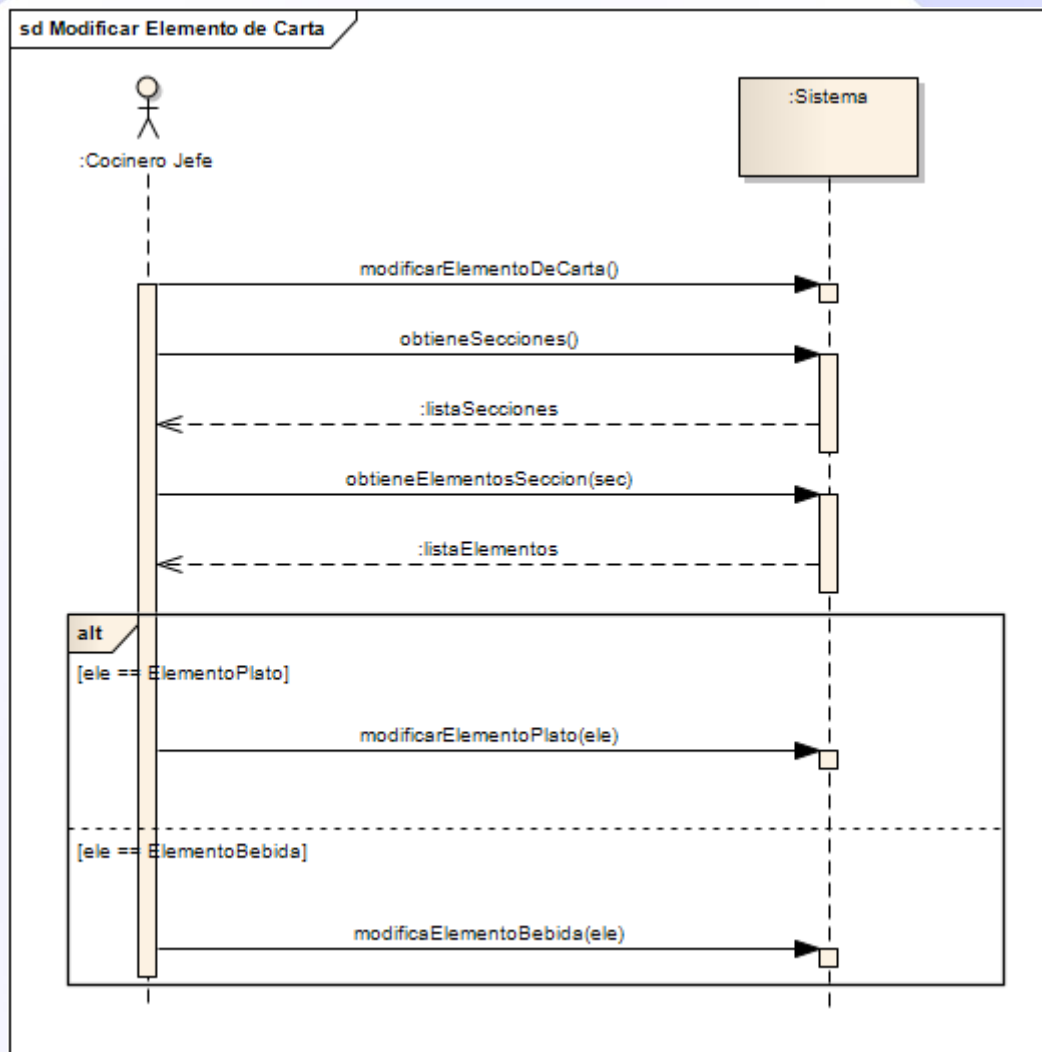 sd Modificar Elemento de Carta
:Cocinero Jefe
:Sistema
modificarElementoDeCarta()
obtieneSecciones()
:listaSecciones
obtieneElementosSeccion(sec)
:listaElementos
alt
[ele == ElementoPlato]
modificarElementoPlato(ele)
[ele == ElementoBebida]
modificaElementoBebida(ele)